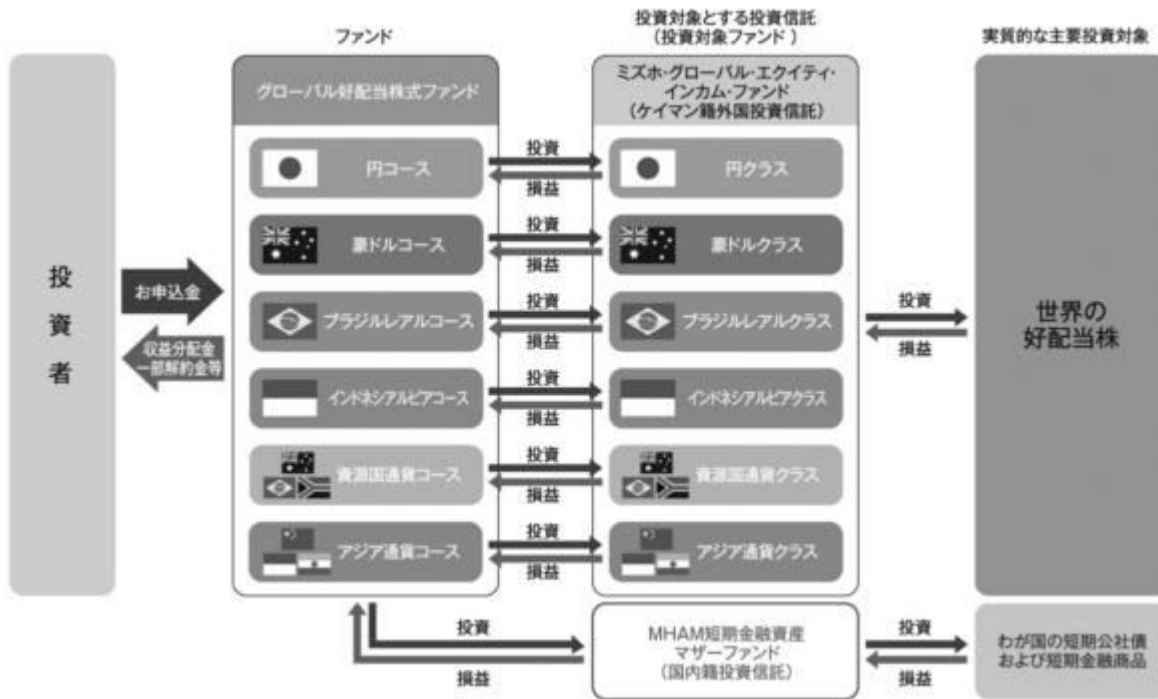 ファンド
投資対象とする投資信託
(投資対象ファンド)
実質的な主要投資対象
投資者
お申込金
収益分配金
一部解約金等
グローバル好配当株式ファンド
円コース
豪ドルコース
ブラジルレアルコース
インドネシアルピアコース
資源国通貨コース
アジア通貨コース
投資
損益
投資
損益
投資
損益
投資
損益
投資
損益
投資
損益
ミズホ・グローバル・エクイティ・
インカム・ファンド
(ケイマン籍外国投資信託)
円クラス
豪ドルクラス
ブラジルレアルクラス
インドネシアルピアクラス
資源国通貨クラス
アジア通貨クラス
投資
損益
世界の
好配当株
投資
損益
MHAM短期金融資産
マザーファンド
(国内籍投資信託)
投資
損益
わが国の短期公社債
および短期金融商品